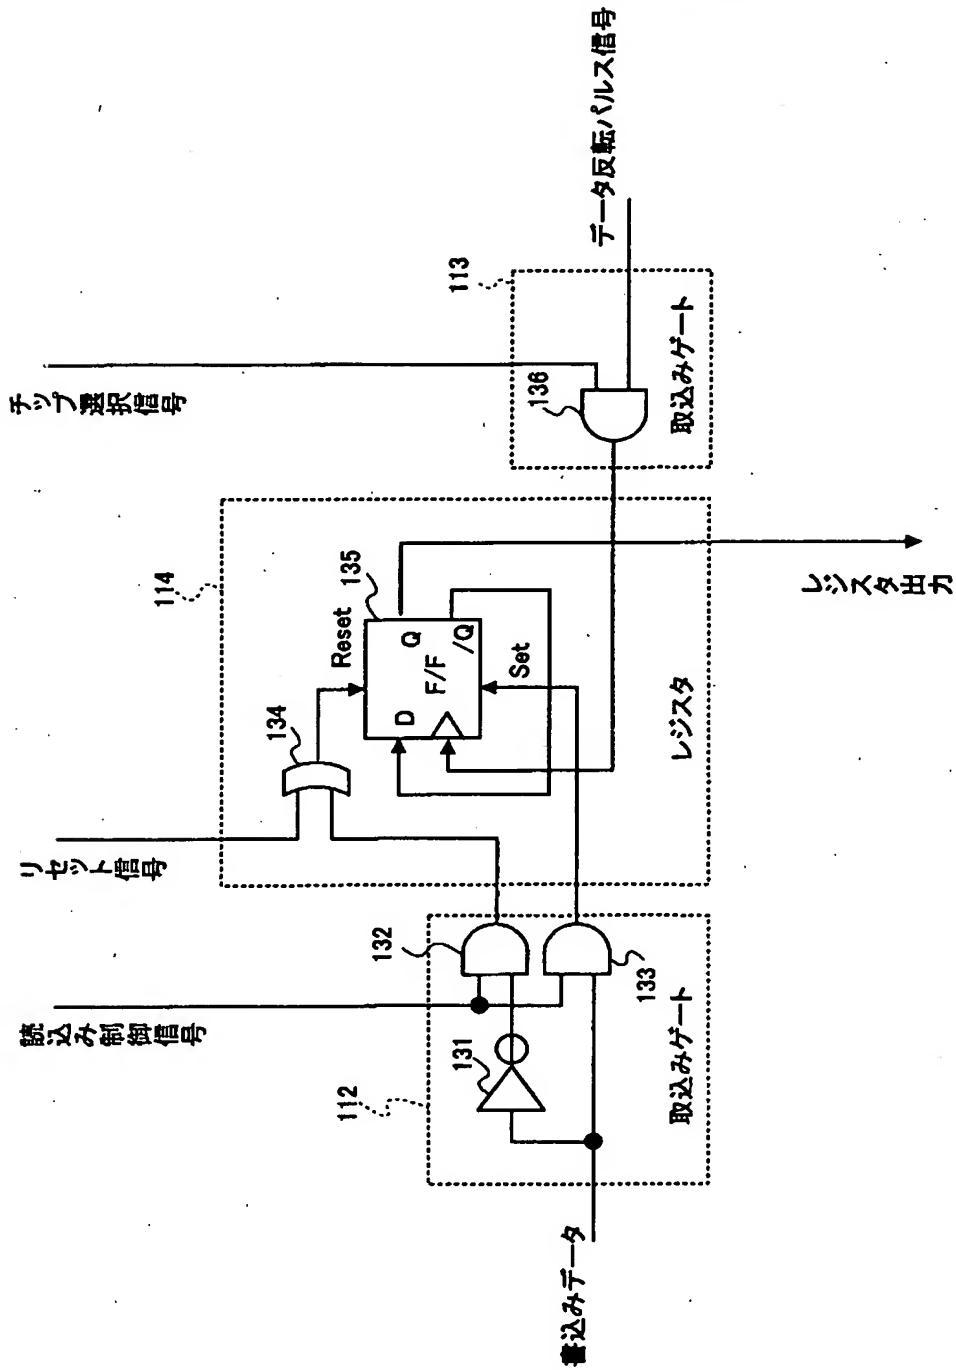 書込みデータ
読込み制御信号
112
131
132
133
取込みゲート
リセット信号
114
134
Reset
135
D
Q
F/F
/Q
Set
レジスタ
レジスタ出力
チップ選択信号
113
136
取込みゲート
データ反転パルス信号